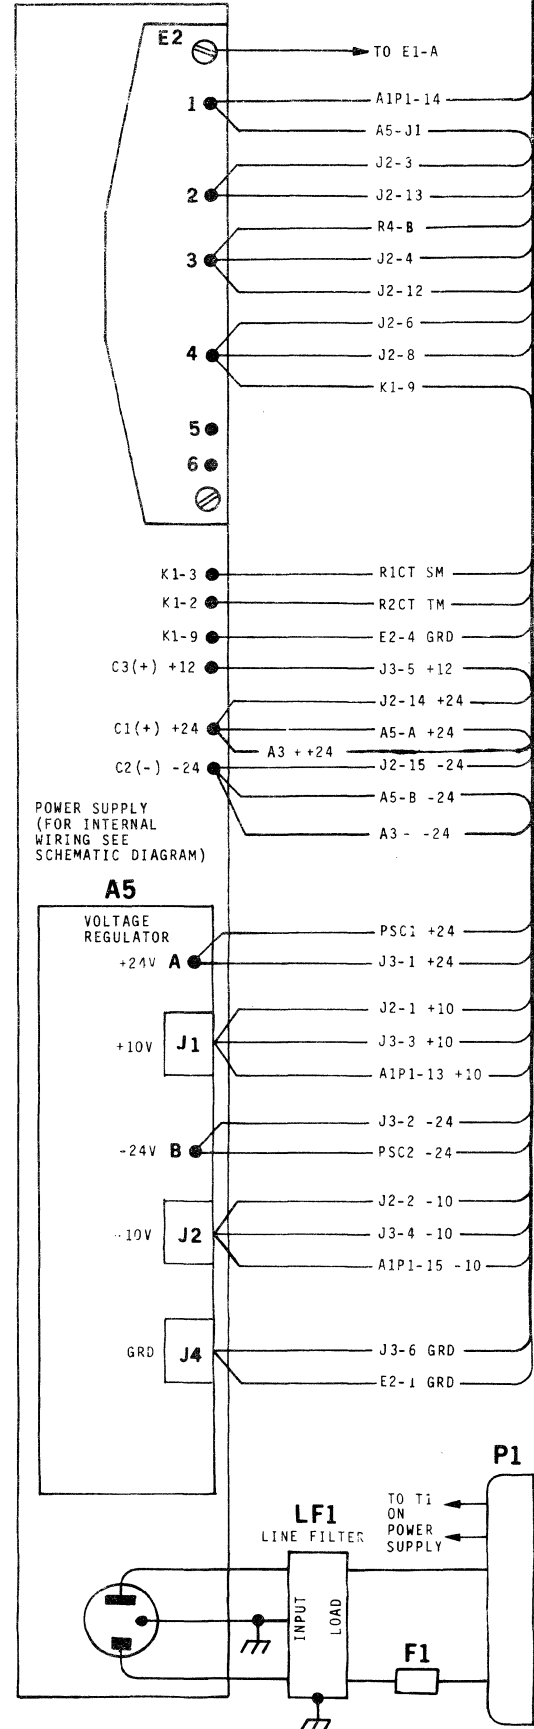 E2
TO E1-A
1
A1P1-14
A5-J1
J2-3
2
J2-13
R4-B
3
J2-4
J2-12
J2-6
4
J2-8
K1-9
5
6
K1-3
R1CT SM
K1-2
R2CT TM
K1-9
E2-4 GRD
C3(+) +12
J3-5 +12
J2-14 +24
C1(+) +24
A5-A +24
A3 + +24
C2(-) -24
J2-15 -24
A5-B -24
A3- -24
POWER SUPPLY
(FOR INTERNAL
WIRING SEE
SCHEMATIC DIAGRAM)
A5
VOLTAGE
REGULATOR
PSC1 +24
+24V A
J3-1 +24
J2-1 +10
+10V J1
J3-3 +10
A1P1-13 +10
J3-2 -24
-24V B
PSC2 -24
J2-2 -10
-10V J2
J3-4 -10
A1P1-15 -10
GRD J4
J3-6 GRD
E2-1 GRD
P1
TO T1
ON
POWER
SUPPLY
LF1
LINE FILTER
INPUT
LOAD
F1